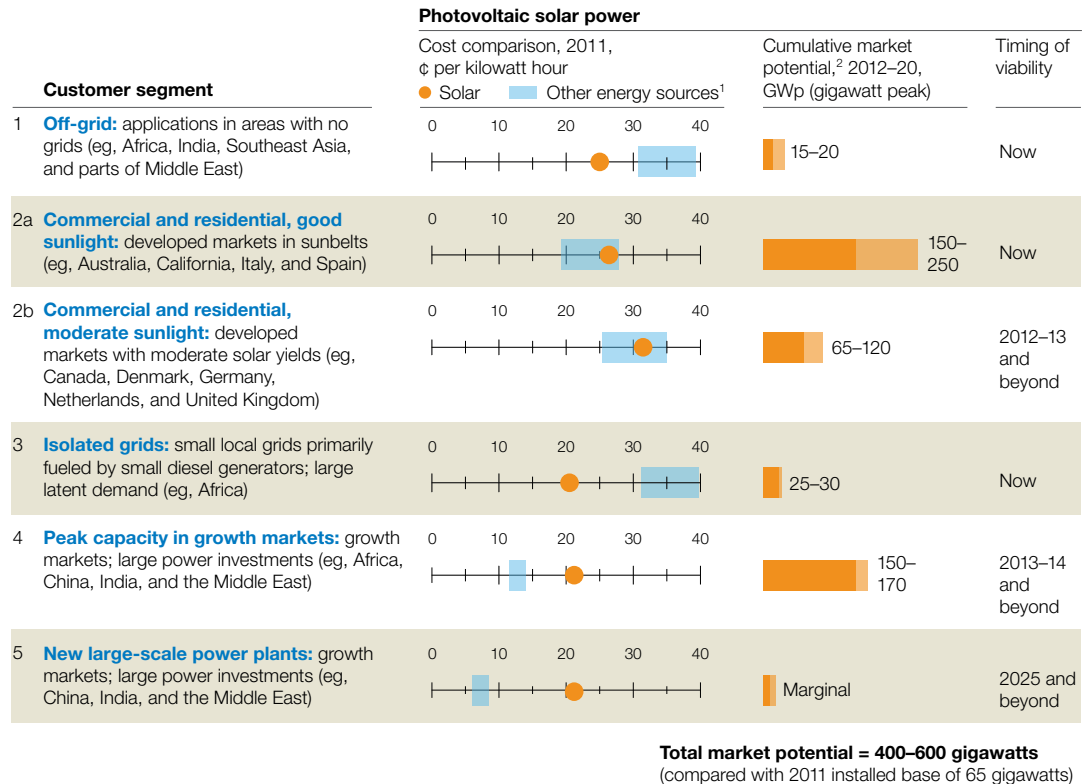 Photovoltaic solar power
Customer segment
Cost comparison, 2011,
¢ per kilowatt hour
Solar
Other energy sources¹
Cumulative market
potential,² 2012–20,
GWp (gigawatt peak)
Timing of
viability
1 Off-grid: applications in areas with no
grids (eg, Africa, India, Southeast Asia,
and parts of Middle East)
0 10 20 30 40
15–20
Now
2a Commercial and residential, good
sunlight: developed markets in sunbelts
(eg, Australia, California, Italy, and Spain)
0 10 20 30 40
150–
250
Now
2b Commercial and residential,
moderate sunlight: developed
markets with moderate solar yields (eg,
Canada, Denmark, Germany,
Netherlands, and United Kingdom)
0 10 20 30 40
65–120
2012–13
and
beyond
3 Isolated grids: small local grids primarily
fueled by small diesel generators; large
latent demand (eg, Africa)
0 10 20 30 40
25–30
Now
4 Peak capacity in growth markets: growth
markets; large power investments (eg, Africa,
China, India, and the Middle East)
0 10 20 30 40
150–
170
2013–14
and
beyond
5 New large-scale power plants: growth
markets; large power investments (eg,
China, India, and the Middle East)
0 10 20 30 40
Marginal
2025 and
beyond
Total market potential = 400–600 gigawatts
(compared with 2011 installed base of 65 gigawatts)